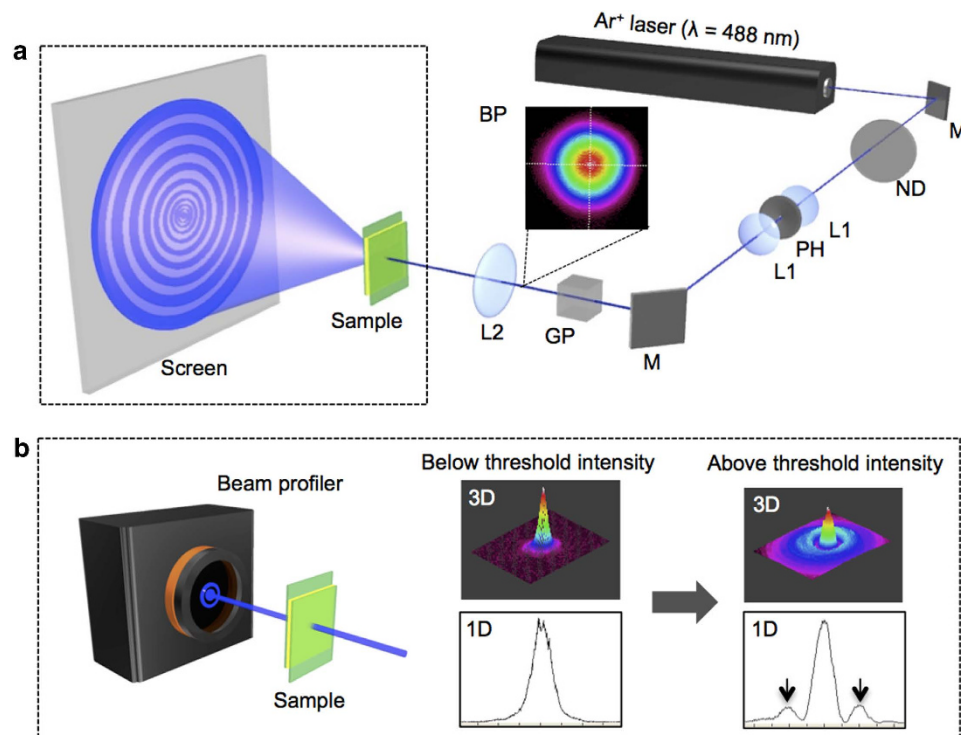 a
Ar⁺ laser (λ = 488 nm)
BP
M
ND
L1
PH
L1
Sample
L2
GP
M
Screen
b
Beam profiler
Below threshold intensity
Above threshold intensity
3D
3D
1D
1D
Sample